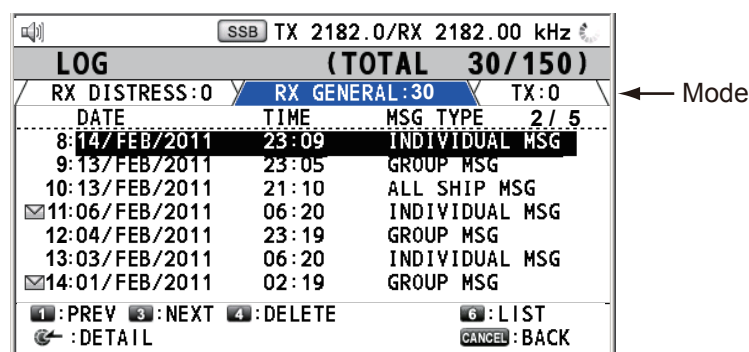 SSB TX 2182.0/RX 2182.00 kHz
LOG (TOTAL 30/150)
RX DISTRESS:0 RX GENERAL:30 TX:0
Mode
DATE TIME MSG TYPE 2/ 5
8:14/FEB/2011 23:09 INDIVIDUAL MSG
9:13/FEB/2011 23:05 GROUP MSG
10:13/FEB/2011 21:10 ALL SHIP MSG
11:06/FEB/2011 06:20 INDIVIDUAL MSG
12:04/FEB/2011 23:19 GROUP MSG
13:03/FEB/2011 06:20 INDIVIDUAL MSG
14:01/FEB/2011 02:19 GROUP MSG
1 :PREV 3 :NEXT 4 :DELETE 6 :LIST
:DETAIL CANCEL :BACK